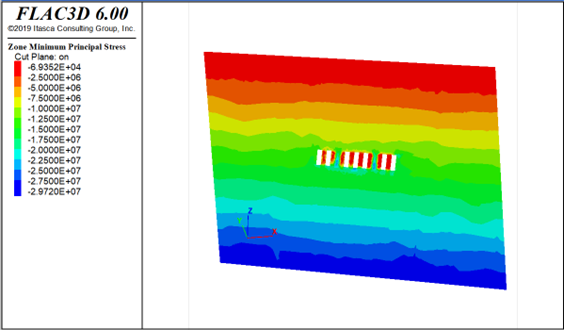 FLAC3D 6.00
©2019 Itasca Consulting Group, Inc.
Zone Minimum Principal Stress
Cut Plane: on
-6.9352E+04
-2.5000E+06
-5.0000E+06
-7.5000E+06
-1.0000E+07
-1.2500E+07
-1.5000E+07
-1.7500E+07
-2.0000E+07
-2.2500E+07
-2.5000E+07
-2.7500E+07
-2.9720E+07
Z
Y
X